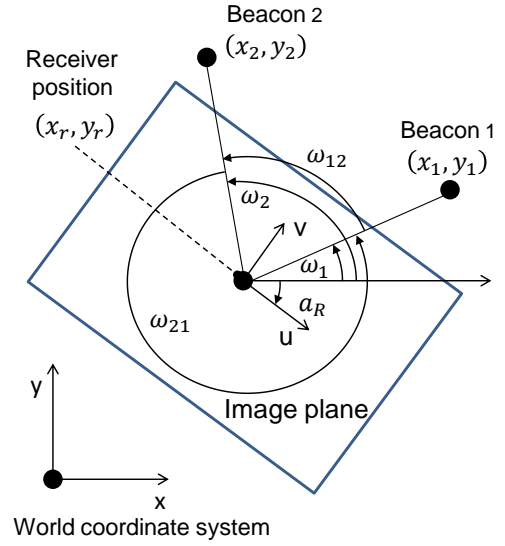 Beacon 2
(x₂, y₂)
Receiver
position
(xᵣ, yᵣ)
Beacon 1
(x₁, y₁)
ω₁₂
ω₂
v
ω₁
a_R
u
ω₂₁
Image plane
y
x
World coordinate system